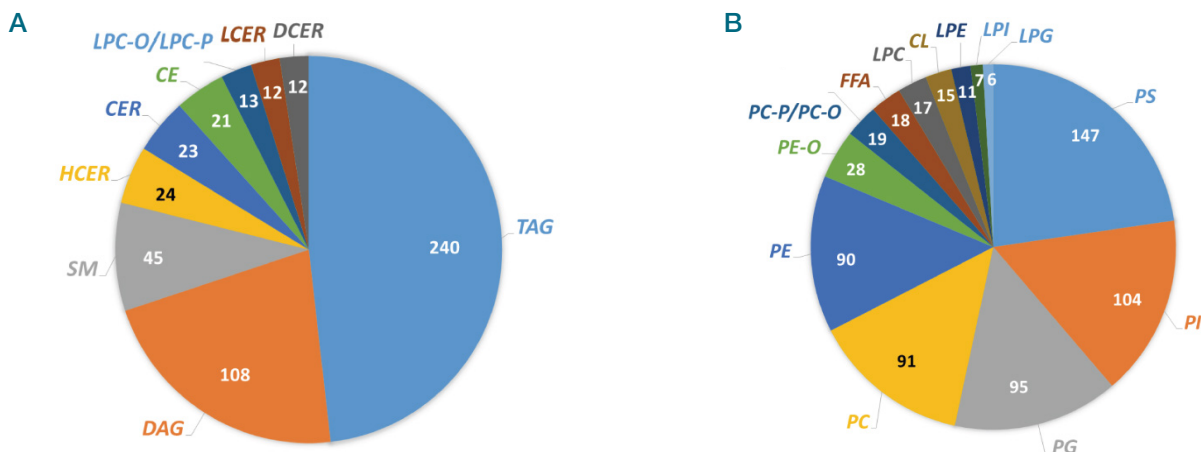 A
LPC-O/LPC-P
LCER
DCER
CE
CER
HCER
SM
DAG
TAG
12
12
13
21
23
24
45
108
240
B
LPE
LPI
LPG
CL
LPC
FFA
PC-P/PC-O
PE-O
PE
PC
PG
PI
PS
6
7
11
15
17
18
19
28
90
91
95
104
147